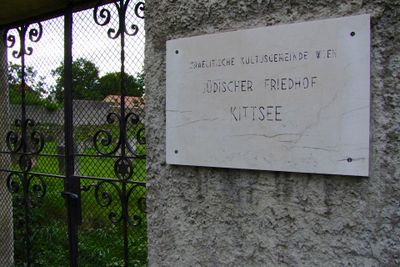 ISRAELITISCHE KULTUSGEMEINDE WIEN
JÜDISCHER FRIEDHOF
KITTSEE